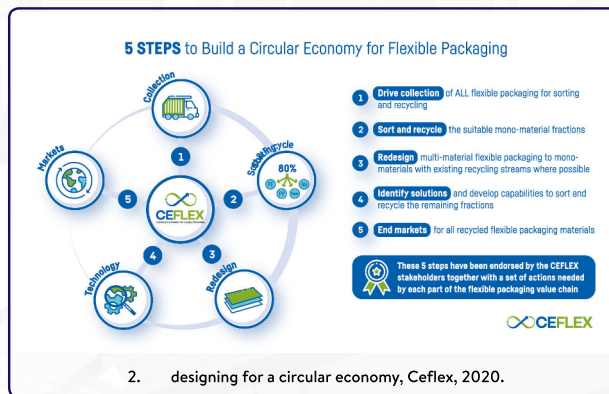 5 STEPS to Build a Circular Economy for Flexible Packaging
Collection
1
Markets
5
CEFLEX
2
80%
4
3
Technology
Redesign
1 Drive collection of ALL flexible packaging for sorting
and recycling
2 Sort and recycle the suitable mono-material fractions
3 Redesign multi-material flexible packaging to mono-
materials with existing recycling streams where possible
4 Identify solutions and develop capabilities to sort and
recycle the remaining fractions
5 End markets for all recycled flexible packaging materials
These 5 steps have been endorsed by the CEFLEX
stakeholders together with a set of actions needed
by each part of the flexible packaging value chain
CEFLEX
2. designing for a circular economy, Ceflex, 2020.